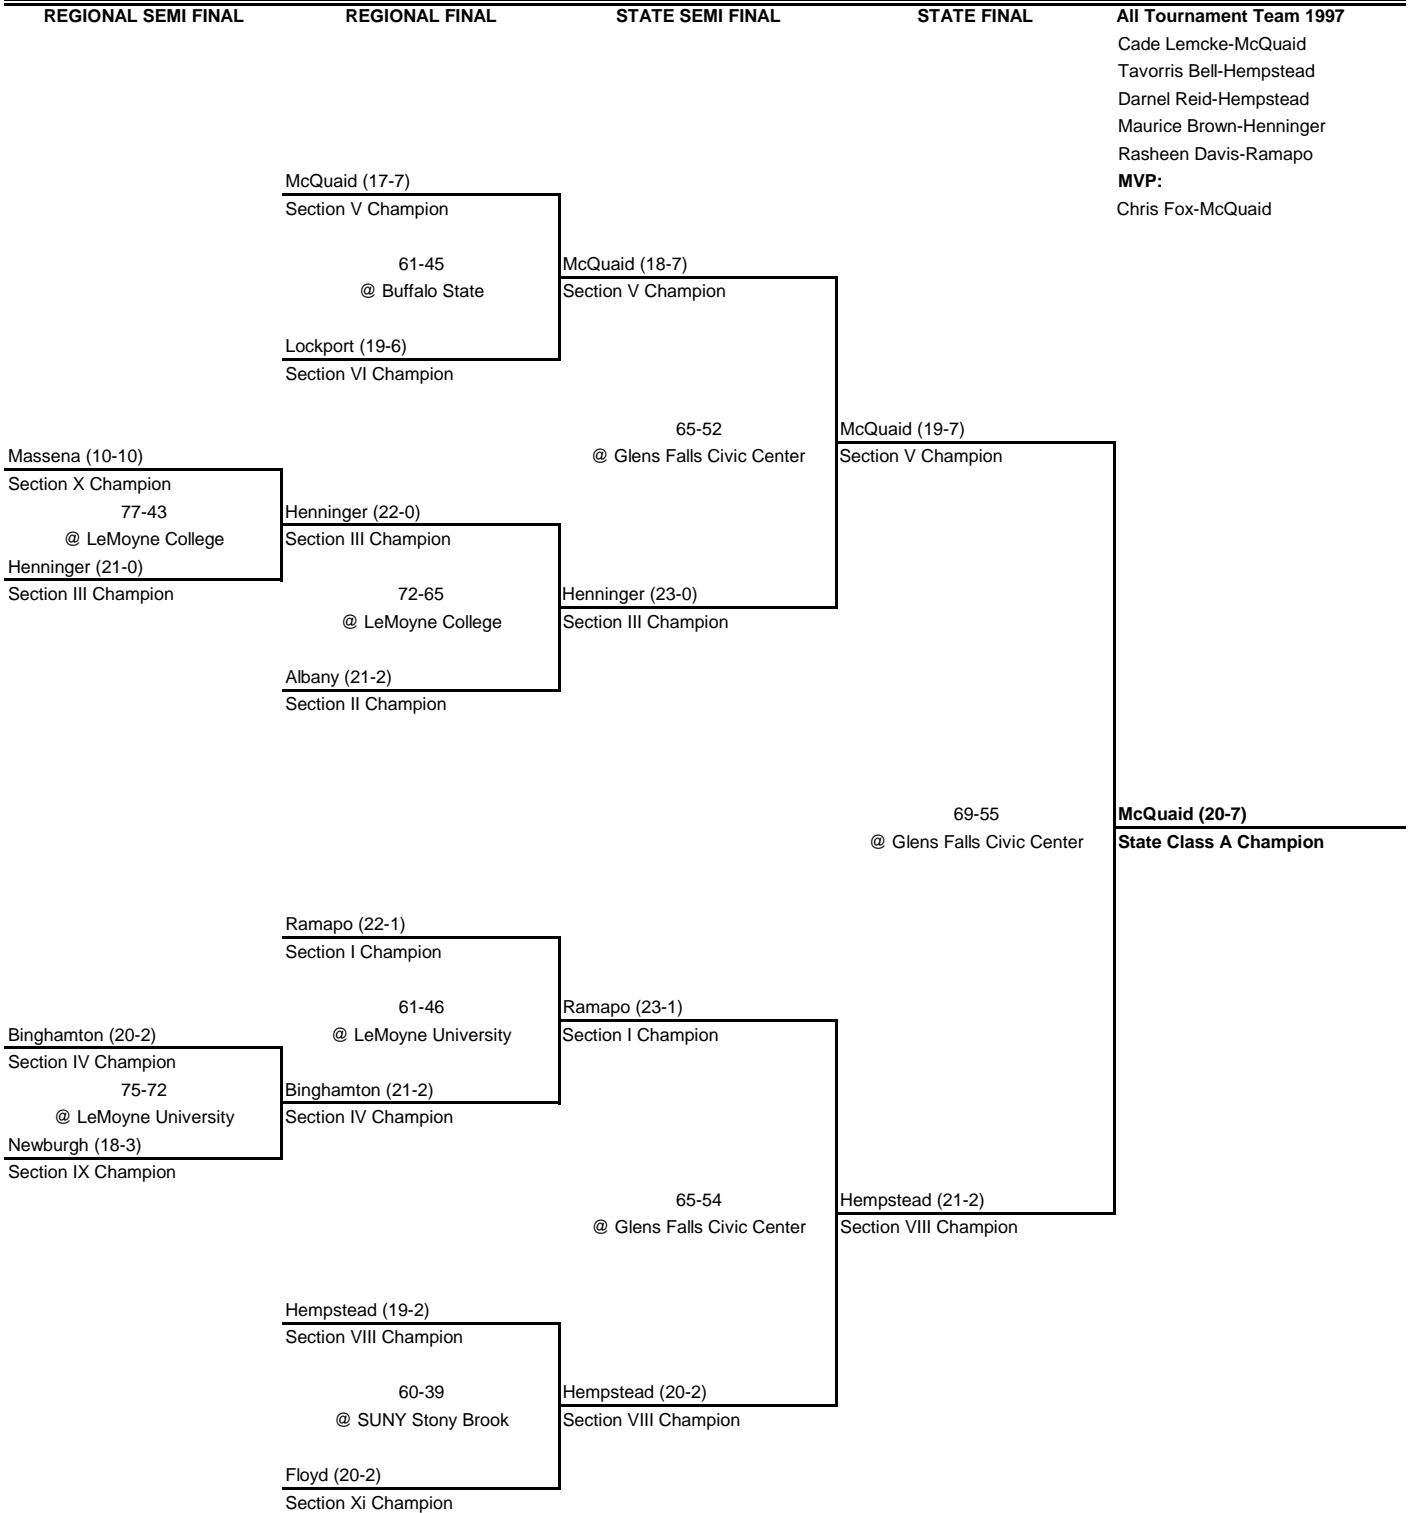 REGIONAL SEMI FINAL REGIONAL FINAL STATE SEMI FINAL STATE FINAL All Tournament Team 1997
Cade Lemcke-McQuaid
Tavorris Bell-Hempstead
Darnel Reid-Hempstead
Maurice Brown-Henninger
Rasheen Davis-Ramapo
McQuaid (17-7) MVP:
Section V Champion Chris Fox-McQuaid
61-45 McQuaid (18-7)
@ Buffalo State Section V Champion
Lockport (19-6)
Section VI Champion
65-52 McQuaid (19-7)
Massena (10-10) @ Glens Falls Civic Center Section V Champion
Section X Champion
77-43 Henninger (22-0)
@ LeMoyne College Section III Champion
Henninger (21-0)
Section III Champion 72-65 Henninger (23-0)
@ LeMoyne College Section III Champion
Albany (21-2)
Section II Champion
69-55 McQuaid (20-7)
@ Glens Falls Civic Center State Class A Champion
Ramapo (22-1)
Section I Champion
61-46 Ramapo (23-1)
Binghamton (20-2) @ LeMoyne University Section I Champion
Section IV Champion
75-72 Binghamton (21-2)
@ LeMoyne University Section IV Champion
Newburgh (18-3)
Section IX Champion
65-54 Hempstead (21-2)
@ Glens Falls Civic Center Section VIII Champion
Hempstead (19-2)
Section VIII Champion
60-39 Hempstead (20-2)
@ SUNY Stony Brook Section VIII Champion
Floyd (20-2)
Section Xi Champion